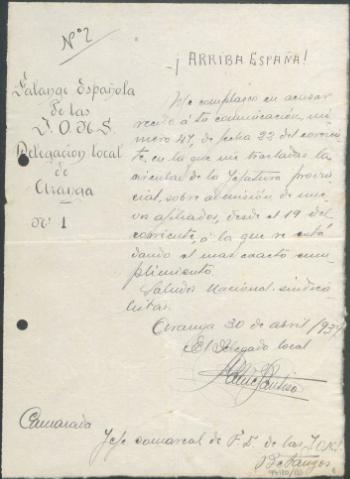 Nº 2
¡ARRIBA ESPAÑA!
Falange Española
de las
J. O. N. S.
Delegación local
de
Aranga
Nº 1
Me complazco en acusar
recibo á tu comunicación, nú-
mero 47, de fecha 22 del corrien-
te, en la que me trasladas la
circular de la Jefatura provin-
cial, sobre admisión de nue-
vos afiliados, desde el 19 del
corriente, á la que se está
dando el mas exacto cum-
plimiento.
Saludos Nacional-sindica-
listas.
Aranga 30 de abril 1937
El Delegado local
Camarada
Jefe comarcal de F. E. de las J.O.N.S
Betanzos